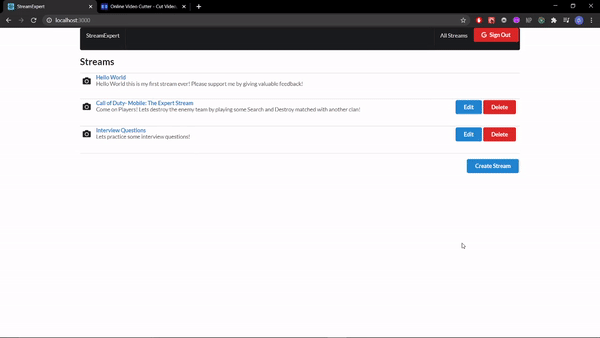 StreamExpert
Online Video Cutter - Cut Video,
localhost:3000
StreamExpert
All Streams
G Sign Out
Streams
Hello World
Hello World this is my first stream ever! Please support me by giving valuable feedback!
Call of Duty- Mobile: The Expert Stream
Come on Players! Lets destroy the enemy team by playing some Search and Destroy matched with another clan!
Edit
Delete
Interview Questions
Lets practice some interview questions!
Edit
Delete
Create Stream